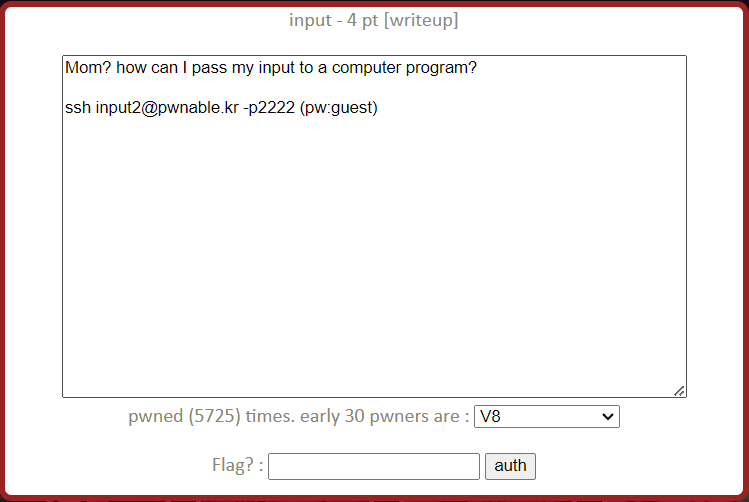 input - 4 pt [writeup]
Mom? how can I pass my input to a computer program?
ssh input2@pwnable.kr -p2222 (pw:guest)
pwned (5725) times. early 30 pwners are : V8
Flag? : auth